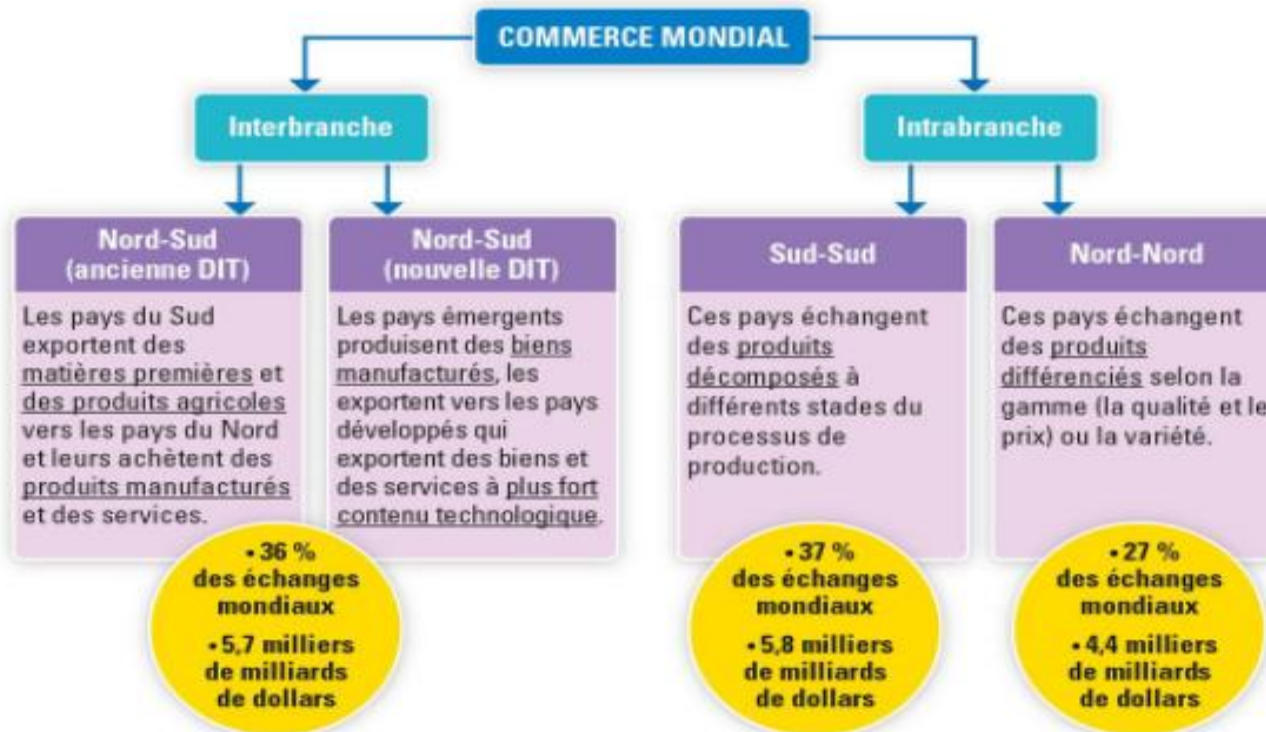 COMMERCE MONDIAL
Interbranche
Intrabranche
Nord-Sud
(ancienne DIT)
Les pays du Sud
exportent des
matières premières et
des produits agricoles
vers les pays du Nord
et leurs achètent des
produits manufacturés
et des services.
Nord-Sud
(nouvelle DIT)
Les pays émergents
produisent des biens
manufacturés, les
exportent vers les pays
développés qui
exportent des biens et
des services à plus fort
contenu technologique.
• 36 %
des échanges
mondiaux
• 5,7 milliers
de milliards
de dollars
Sud-Sud
Ces pays échangent
des produits
décomposés à
différents stades du
processus de
production.
• 37 %
des échanges
mondiaux
• 5,8 milliers
de milliards
de dollars
Nord-Nord
Ces pays échangent
des produits
différenciés selon la
gamme (la qualité et le
prix) ou la variété.
• 27 %
des échanges
mondiaux
• 4,4 milliers
de milliards
de dollars